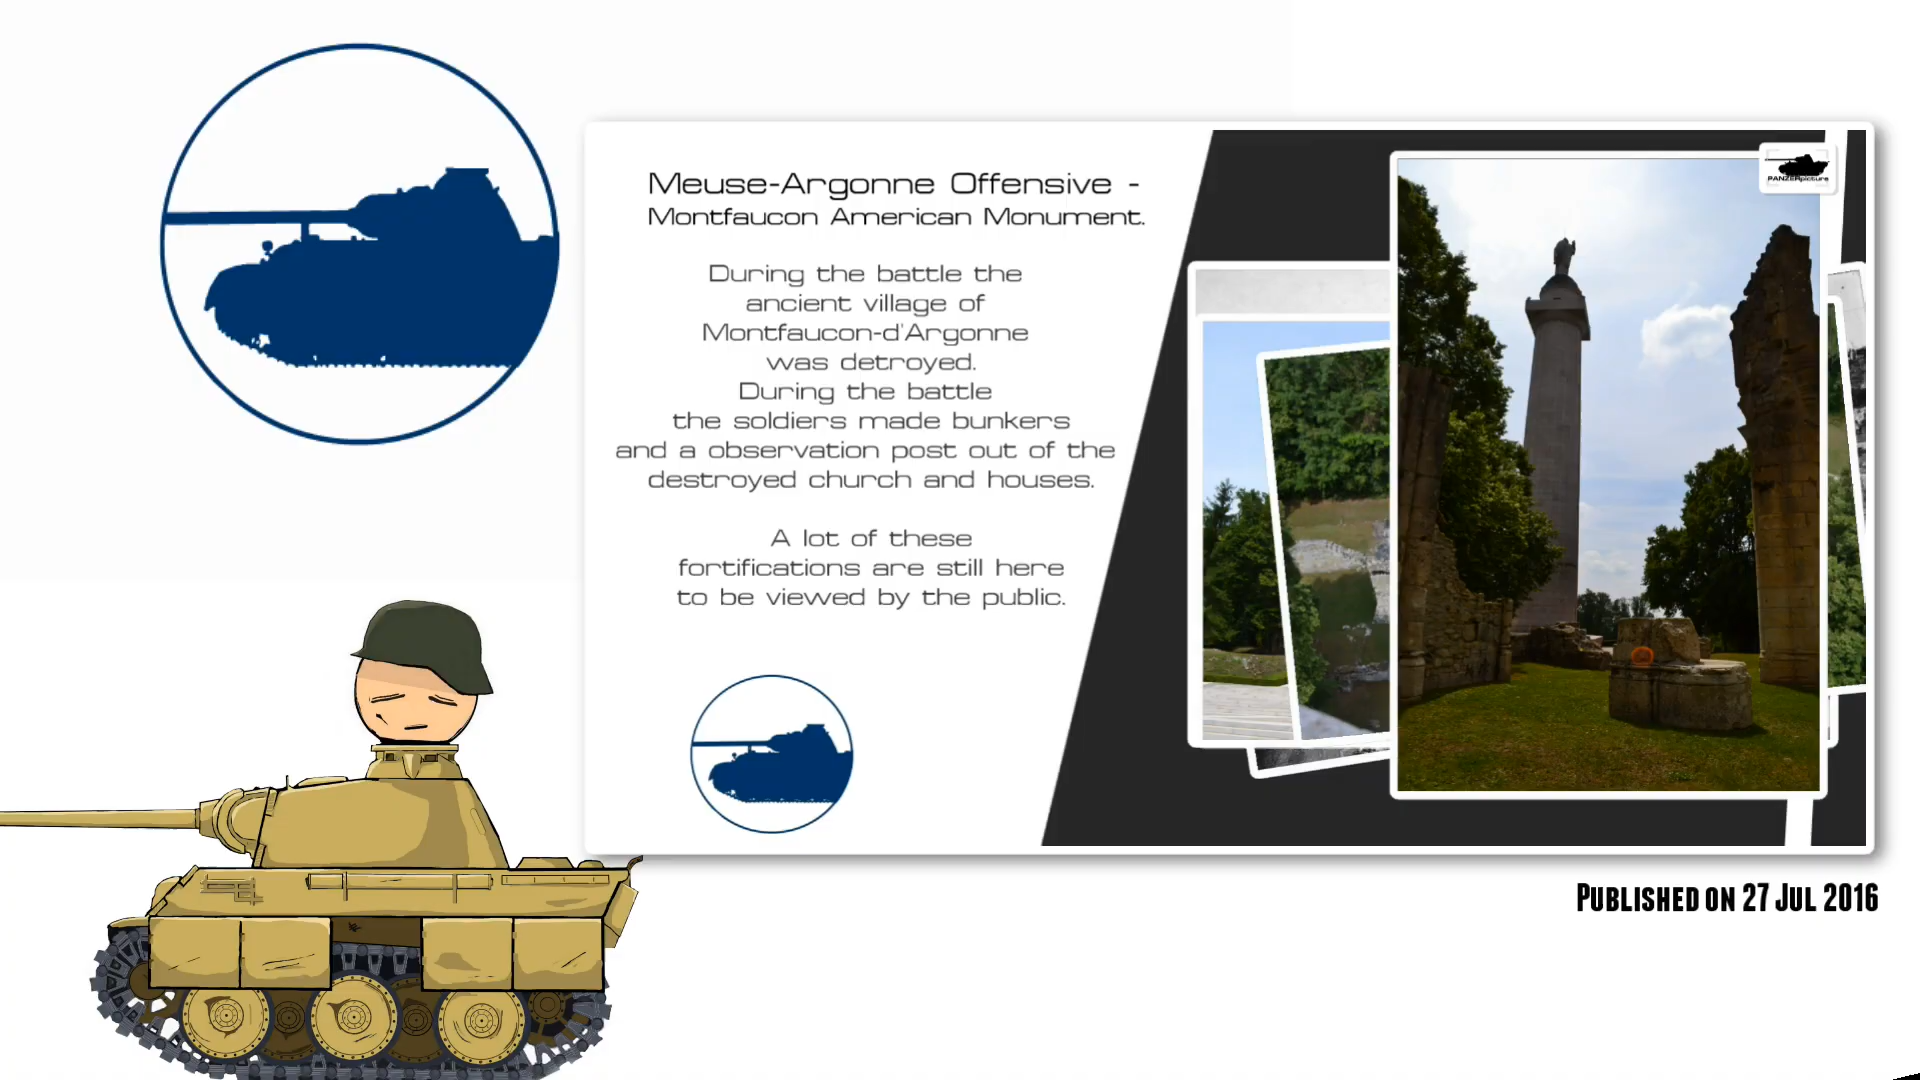 Meuse-Argonne Offensive -
Montfaucon American Monument.
During the battle the
ancient village of
Montfaucon-d'Argonne
was detroyed.
During the battle
the soldiers made bunkers
and a observation post out of the
destroyed church and houses.
A lot of these
fortifications are still here
to be viewed by the public.
PANZERpicture
Published on 27 Jul 2016